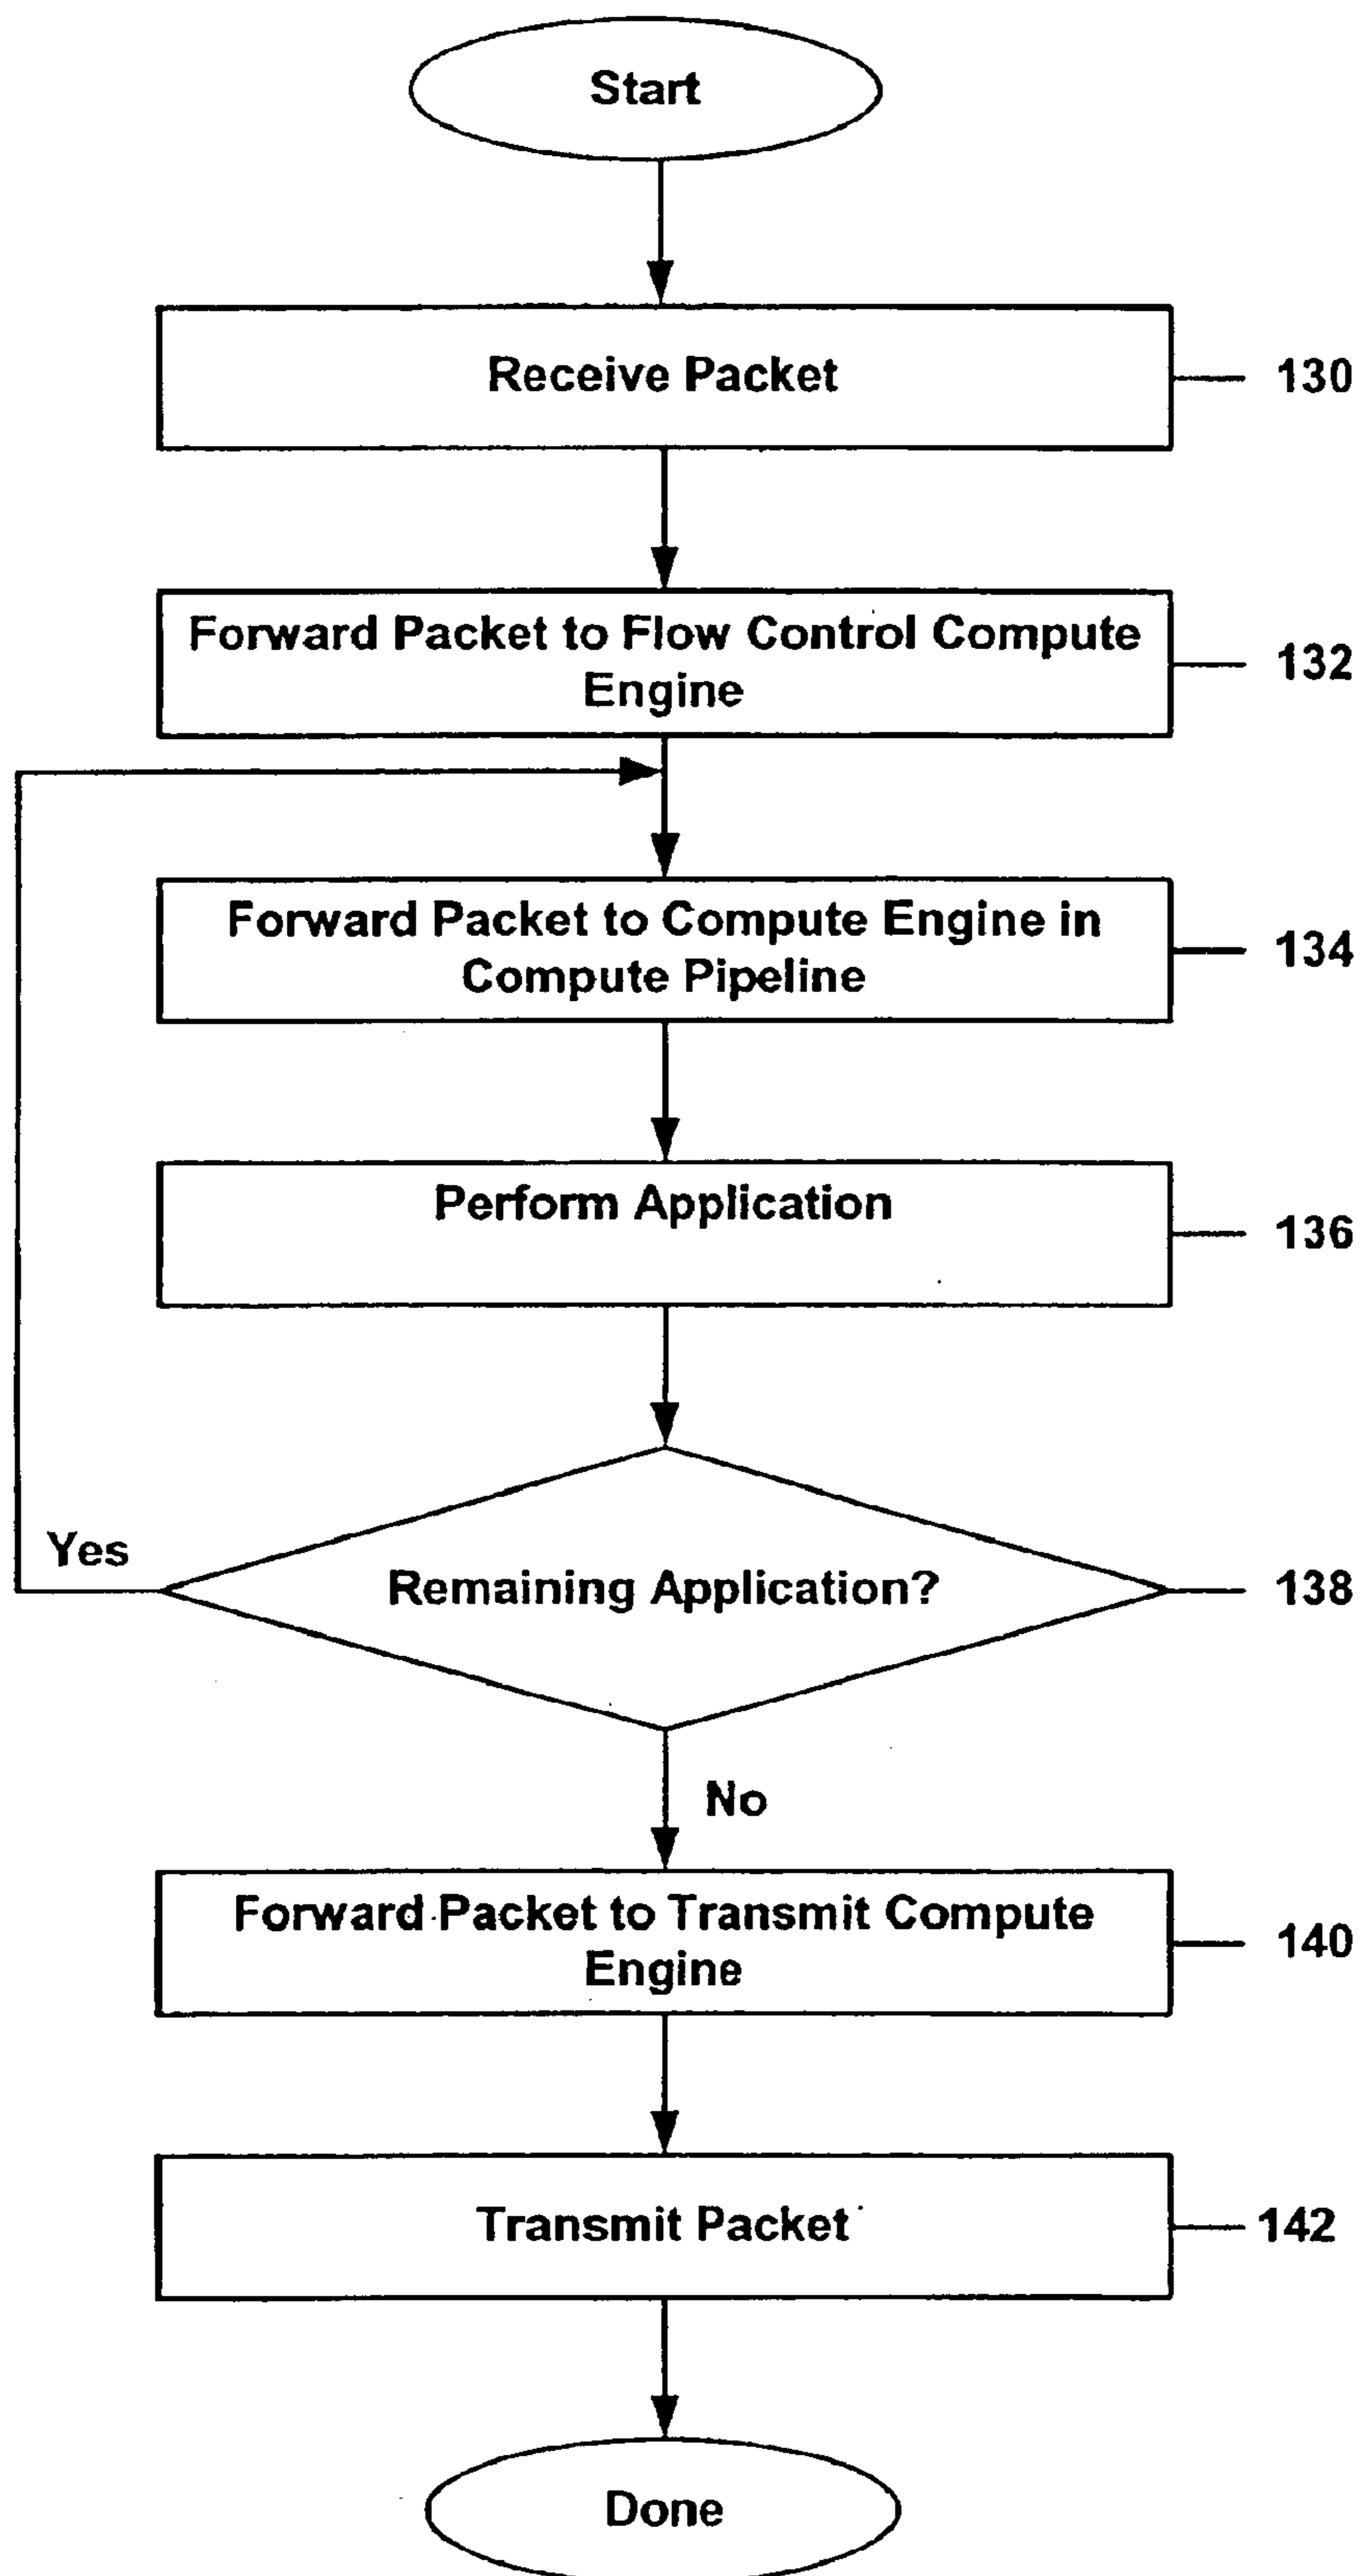 Start
Receive Packet
130
Forward Packet to Flow Control Compute
Engine
132
Forward Packet to Compute Engine in
Compute Pipeline
134
Perform Application
136
Yes
Remaining Application?
138
No
Forward Packet to Transmit Compute
Engine
140
Transmit Packet
142
Done